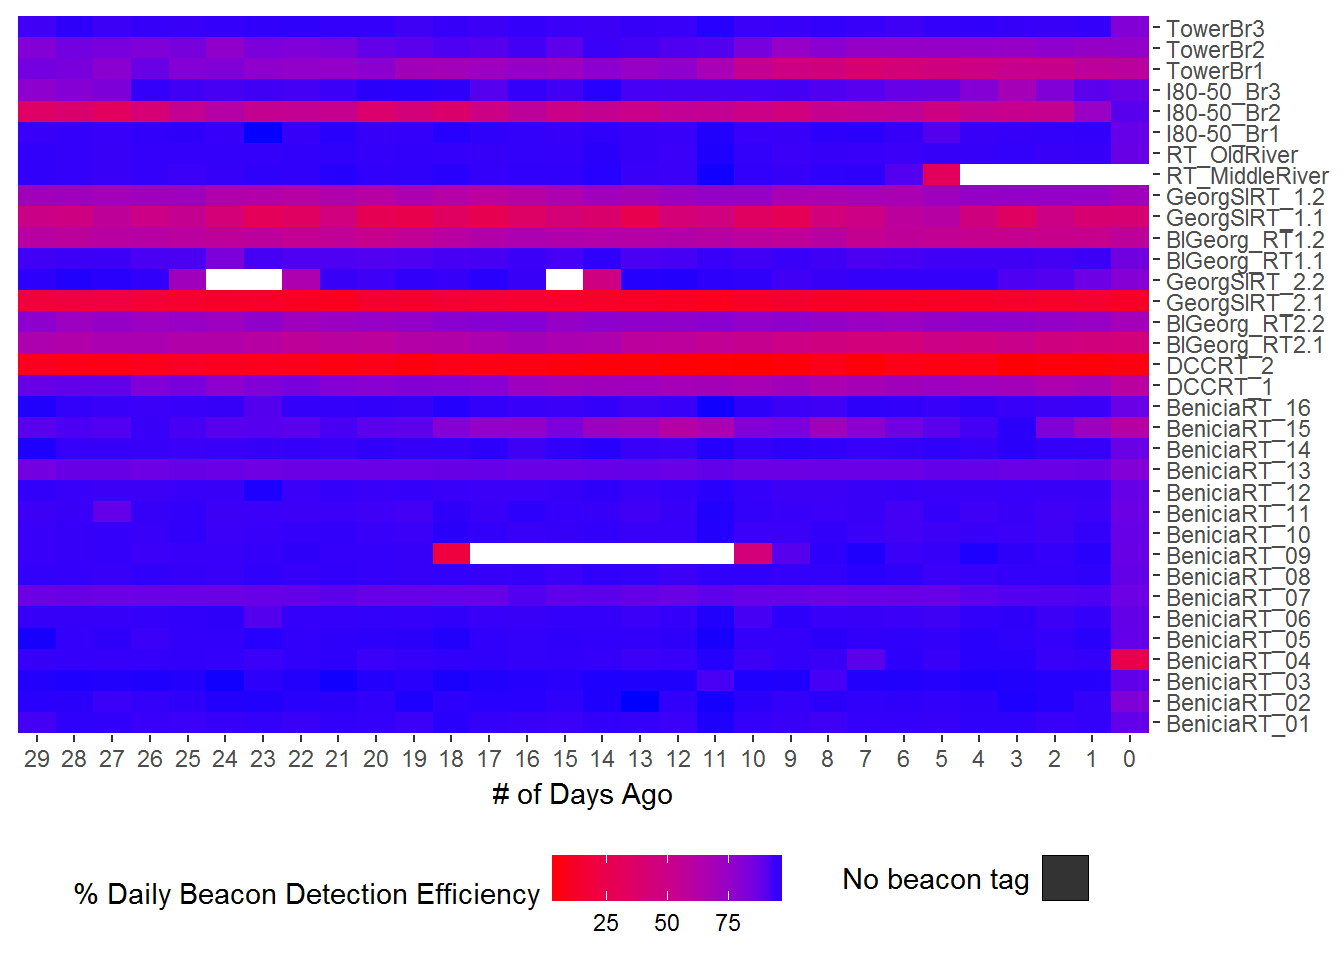 TowerBr3
TowerBr2
TowerBr1
I80-50_Br3
I80-50_Br2
I80-50_Br1
RT_OldRiver
RT_MiddleRiver
GeorgSlRT_1.2
GeorgSlRT_1.1
BlGeorg_RT1.2
BlGeorg_RT1.1
GeorgSlRT_2.2
GeorgSlRT_2.1
BlGeorg_RT2.2
BlGeorg_RT2.1
DCCRT_2
DCCRT_1
BeniciaRT_16
BeniciaRT_15
BeniciaRT_14
BeniciaRT_13
BeniciaRT_12
BeniciaRT_11
BeniciaRT_10
BeniciaRT_09
BeniciaRT_08
BeniciaRT_07
BeniciaRT_06
BeniciaRT_05
BeniciaRT_04
BeniciaRT_03
BeniciaRT_02
BeniciaRT_01
29 28 27 26 25 24 23 22 21 20 19 18 17 16 15 14 13 12 11 10 9 8 7 6 5 4 3 2 1 0
# of Days Ago
% Daily Beacon Detection Efficiency
25 50 75
No beacon tag